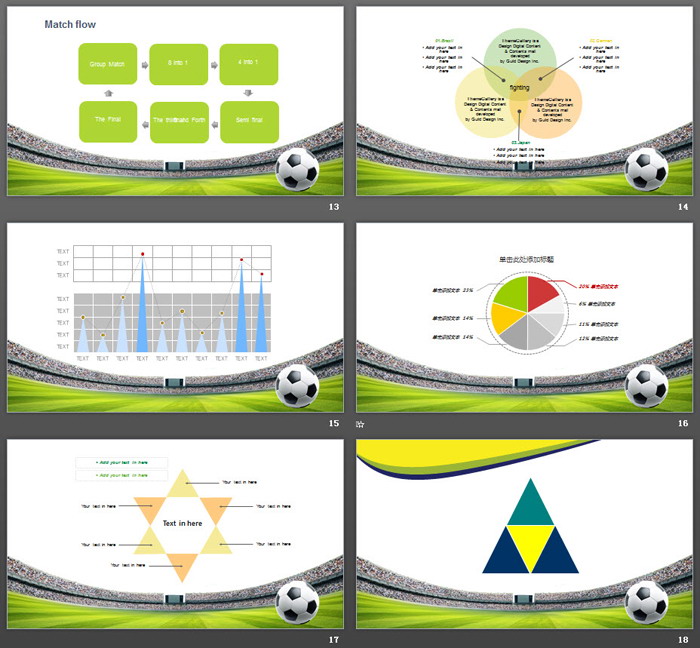 Match flow
Group Match
8 into 1
4 into 1
The Final
Semi final
13
01.Brazil
• Add your text in here
• Add your text in here
• Add your text in here
ThemeGallery is a
Design Digital Content
& Contents mall
developed
by Guild Design Inc.
02.German
• Add your text in here
• Add your text in here
• Add your text in here
fighting
ThemeGallery is a
Design Digital Content
& Contents mall
developed
by Guild Design Inc.
ThemeGallery is a
Design Digital Content
& Contents mall
developed
by Guild Design Inc.
03.Japan
• Add your text in here
• Add your text in here
14
TEXT
TEXT
TEXT
TEXT
TEXT
TEXT
TEXT
TEXT
TEXT TEXT TEXT TEXT TEXT TEXT TEXT TEXT TEXT TEXT
15
单击此处添加标题
单击添加文本 23%
20% 单击添加文本
6% 单击添加文本
单击添加文本 14%
11% 单击添加文本
单击添加文本 14%
12% 单击添加文本
16
• Add your text in here
• Add your text in here
Your text in here
Your text in here
Your text in here
Text in here
Your text in here
Your text in here
Your text in here
17
18